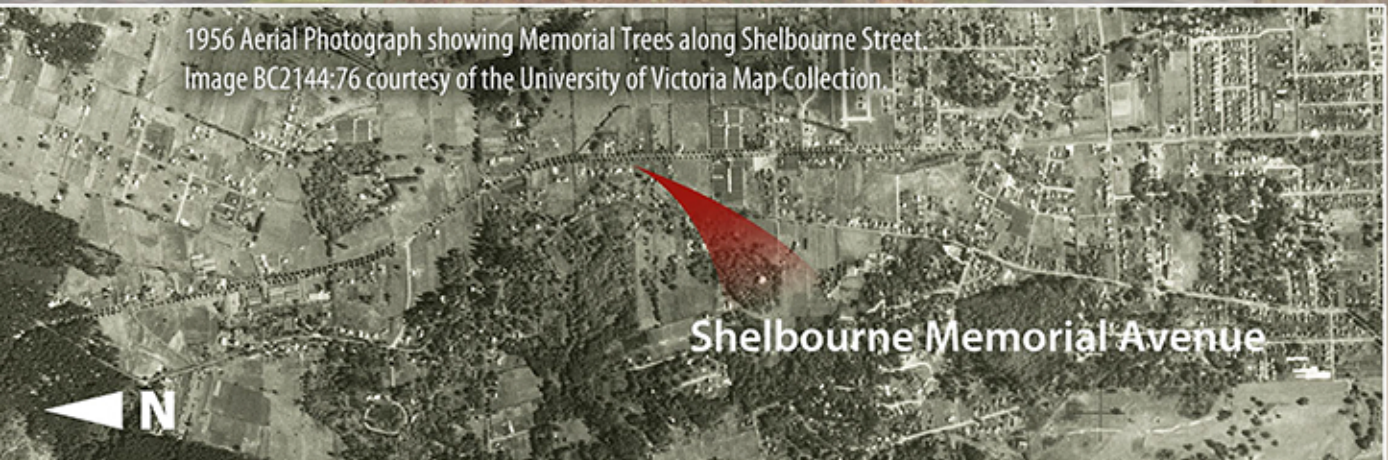 1956 Aerial Photograph showing Memorial Trees along Shelbourne Street.
Image BC2144:76 courtesy of the University of Victoria Map Collection.
Shelbourne Memorial Avenue
N